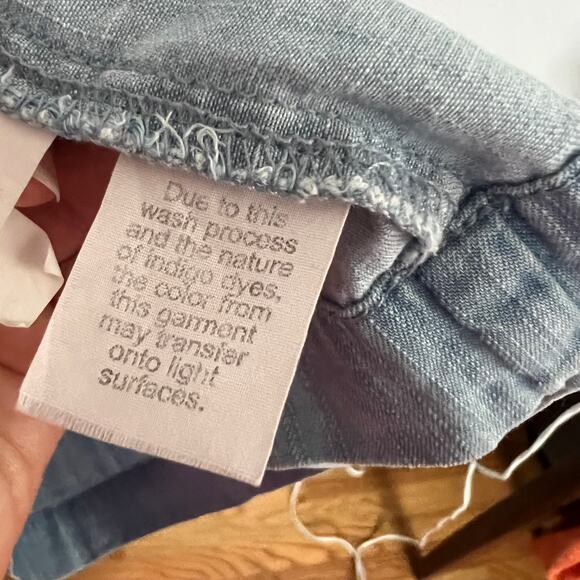 Due to this
wash process
and the nature
of indigo dyes,
the color from
this garment
may transfer
onto light
surfaces.